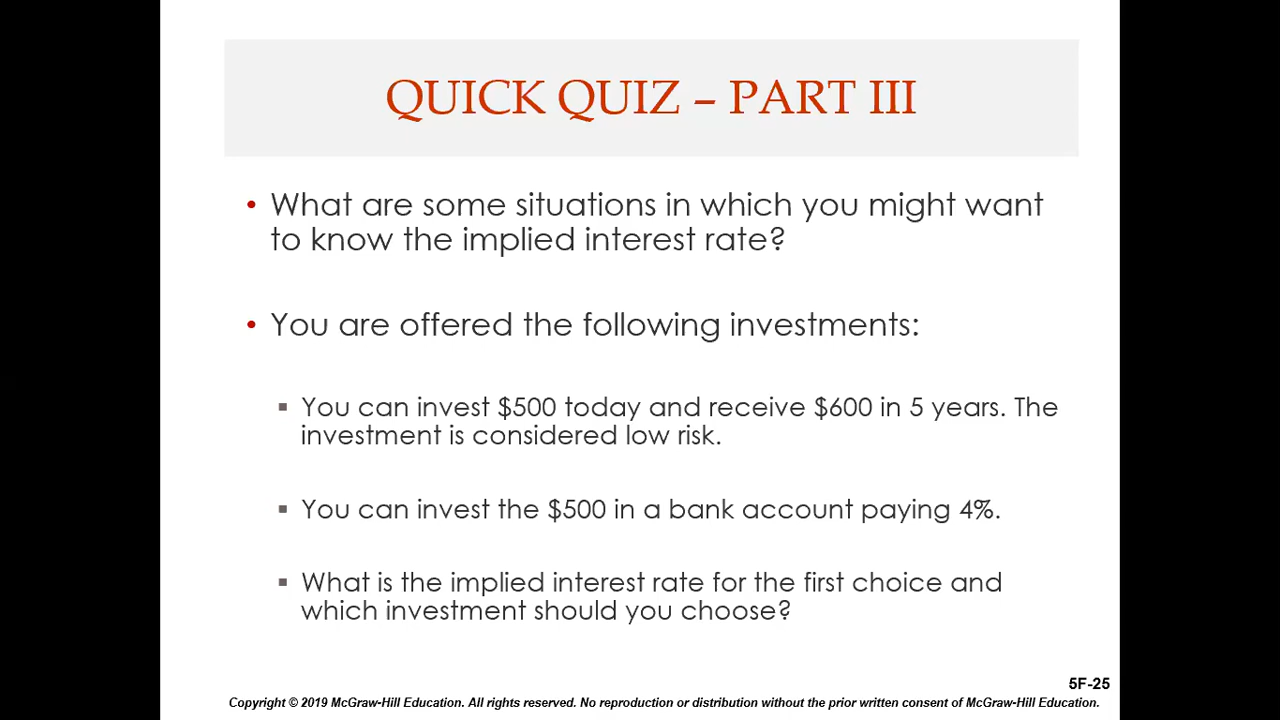 QUICK QUIZ – PART III
• What are some situations in which you might want
to know the implied interest rate?
• You are offered the following investments:
▪ You can invest $500 today and receive $600 in 5 years. The
investment is considered low risk.
▪ You can invest the $500 in a bank account paying 4%.
▪ What is the implied interest rate for the first choice and
which investment should you choose?
5F-25
Copyright © 2019 McGraw-Hill Education. All rights reserved. No reproduction or distribution without the prior written consent of McGraw-Hill Education.